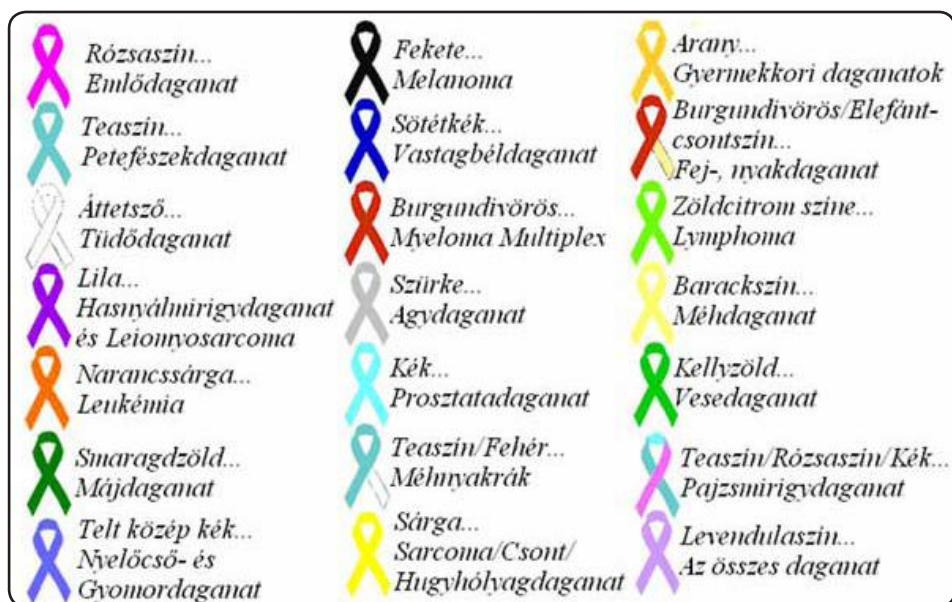 Rózsaszín...
Emlődaganat
Teaszín...
Petefészekdaganat
Áttetsző...
Tüdődaganat
Lila...
Hasnyálmirigydaganat
és Leiomyosarcoma
Narancssárga...
Leukémia
Smaragdzöld...
Májdaganat
Telt közép kék...
Nyelőcső- és
Gyomordaganat
Fekete...
Melanoma
Sötétkék...
Vastagbéldaganat
Burgundivörös...
Myeloma Multiplex
Szürke...
Agydaganat
Kék...
Prosztatadaganat
Teaszín/Fehér...
Méhnyakrák
Sárga...
Sarcoma/Csont/
Hugyhólyagdaganat
Arany...
Gyermekkori daganatok
Burgundivörös/Elefánt-
csontszín...
Fej-, nyakdaganat
Zöldcitrom színe...
Lymphoma
Barackszín...
Méhdaganat
Kellyzöld...
Vesedaganat
Teaszín/Rózsaszín/Kék...
Pajzsmirigydaganat
Levendulaszín...
Az összes daganat